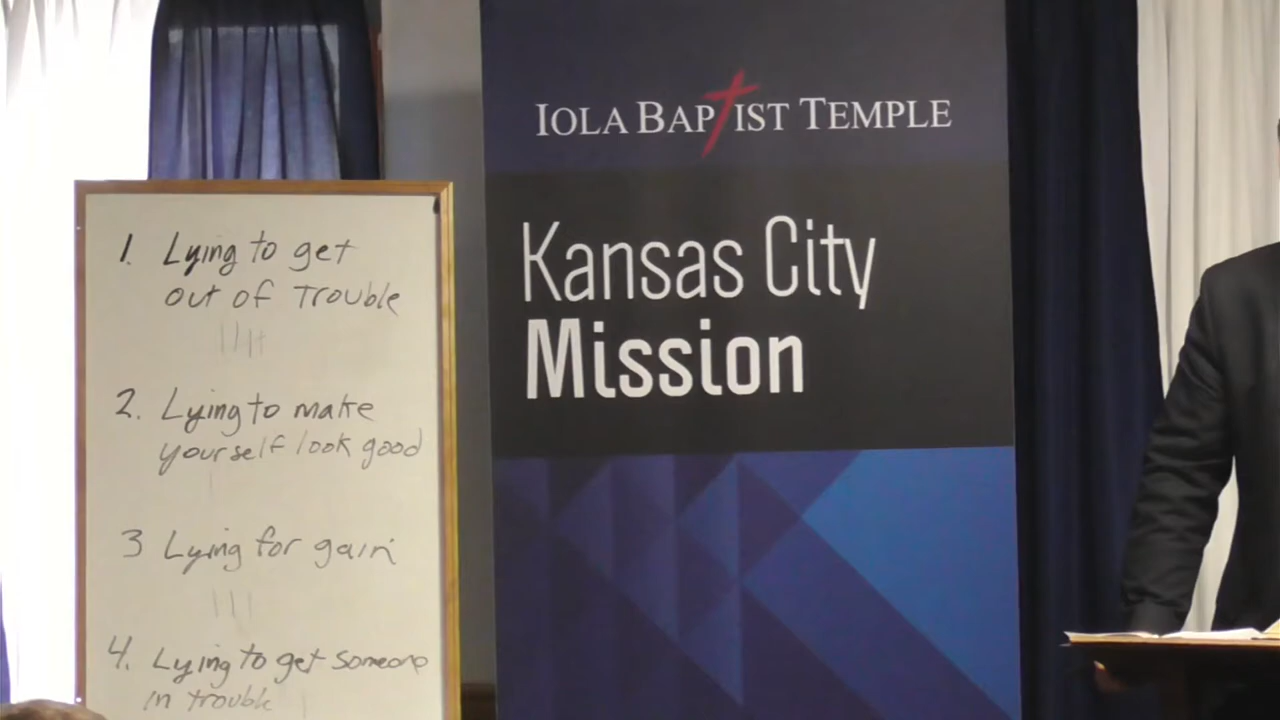 1. Lying to get
out of Trouble
||||
2. Lying to make
yourself look good
|
3 Lying for gain
|||
4. Lying to get someone
in trouble
|
IOLA BAPTIST TEMPLE
Kansas City
Mission